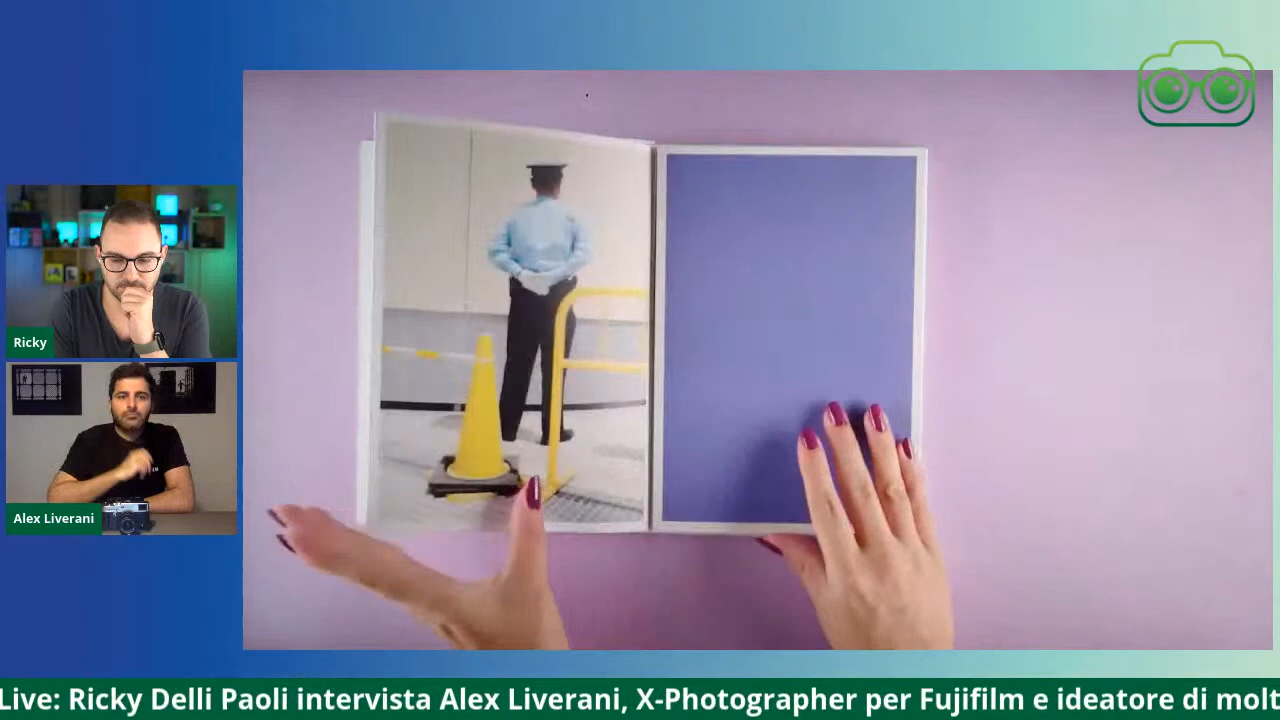 Ricky
Alex Liverani
Live: Ricky Delli Paoli intervista Alex Liverani, X-Photographer per Fujifilm e ideatore di molt